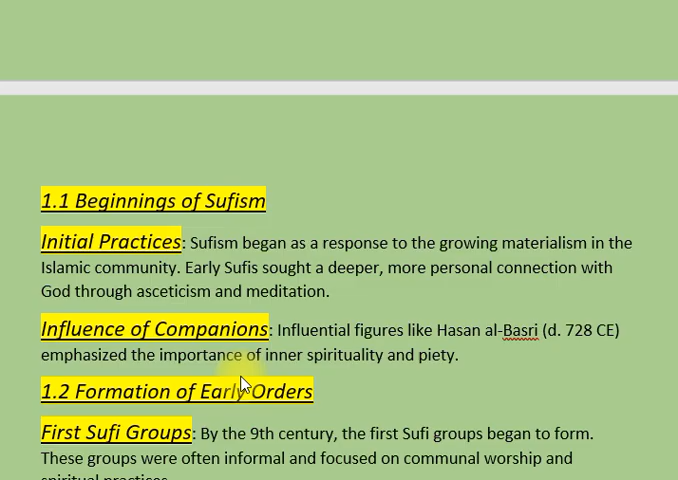 1.1 Beginnings of Sufism
Initial Practices: Sufism began as a response to the growing materialism in the
Islamic community. Early Sufis sought a deeper, more personal connection with
God through asceticism and meditation.
Influence of Companions: Influential figures like Hasan al-Basri (d. 728 CE)
emphasized the importance of inner spirituality and piety.
1.2 Formation of Early Orders
First Sufi Groups: By the 9th century, the first Sufi groups began to form.
These groups were often informal and focused on communal worship and
spiritual practices.